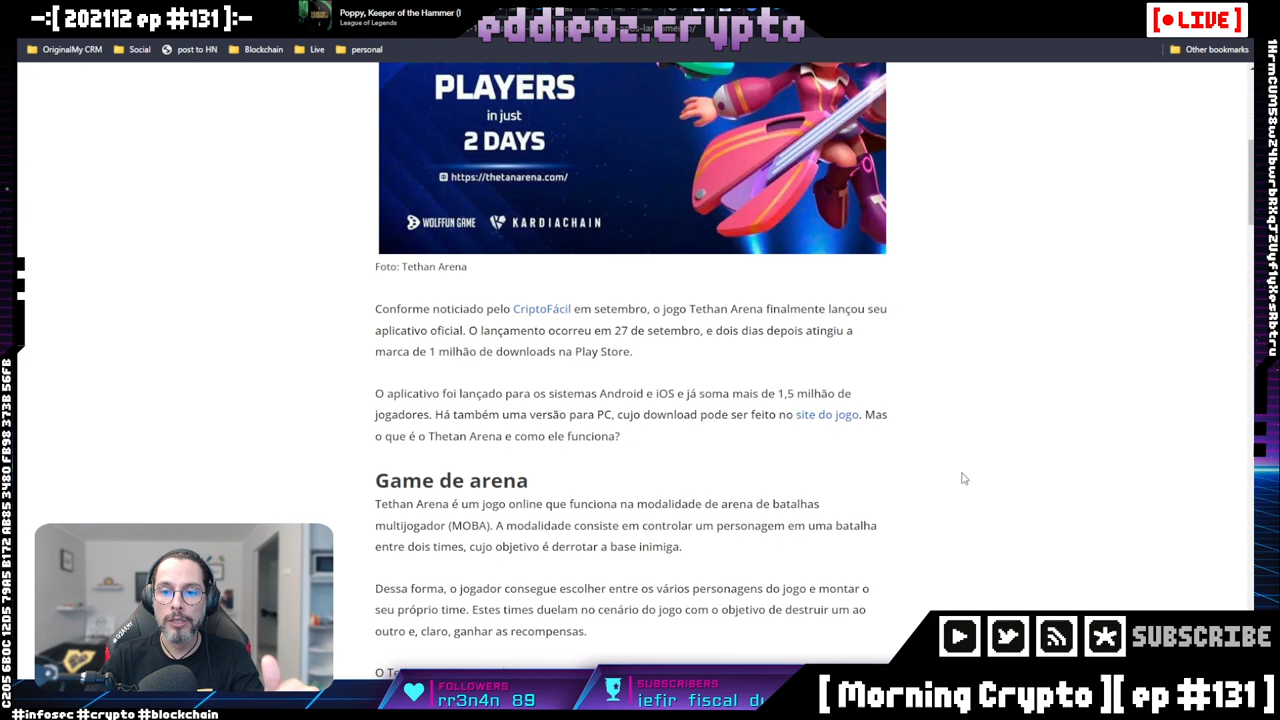 -:[ 202112 ep #131]:-
Poppy, Keeper of the Hammer (
League of Legends
eddieoz.crypto
[ LIVE ]
OriginalMy CRM
Social
post to HN
Blockchain
Live
personal
Other bookmarks
PLAYERS
in just
2 DAYS
https://thetanarena.com/
WOLFFUN GAME
KARDIACHAIN
Foto: Tethan Arena
Conforme noticiado pelo CriptoFácil em setembro, o jogo Tethan Arena finalmente lançou seu
aplicativo oficial. O lançamento ocorreu em 27 de setembro, e dois dias depois atingiu a
marca de 1 milhão de downloads na Play Store.
O aplicativo foi lançado para os sistemas Android e iOS e já soma mais de 1,5 milhão de
jogadores. Há também uma versão para PC, cujo download pode ser feito no site do jogo. Mas
o que é o Thetan Arena e como ele funciona?
Game de arena
Tethan Arena é um jogo online que funciona na modalidade de arena de batalhas
multijogador (MOBA). A modalidade consiste em controlar um personagem em uma batalha
entre dois times, cujo objetivo é derrotar a base inimiga.
Dessa forma, o jogador consegue escolher entre os vários personagens do jogo e montar o
seu próprio time. Estes times duelam no cenário do jogo com o objetivo de destruir um ao
outro e, claro, ganhar as recompensas.
SUBSCRIBE
FOLLOWERS
rr3n4n 89
SUBSCRIBERS
iefir fiscal
[ Morning Crypto ][ ep #131 ]
#infosec #crypto #blockchain